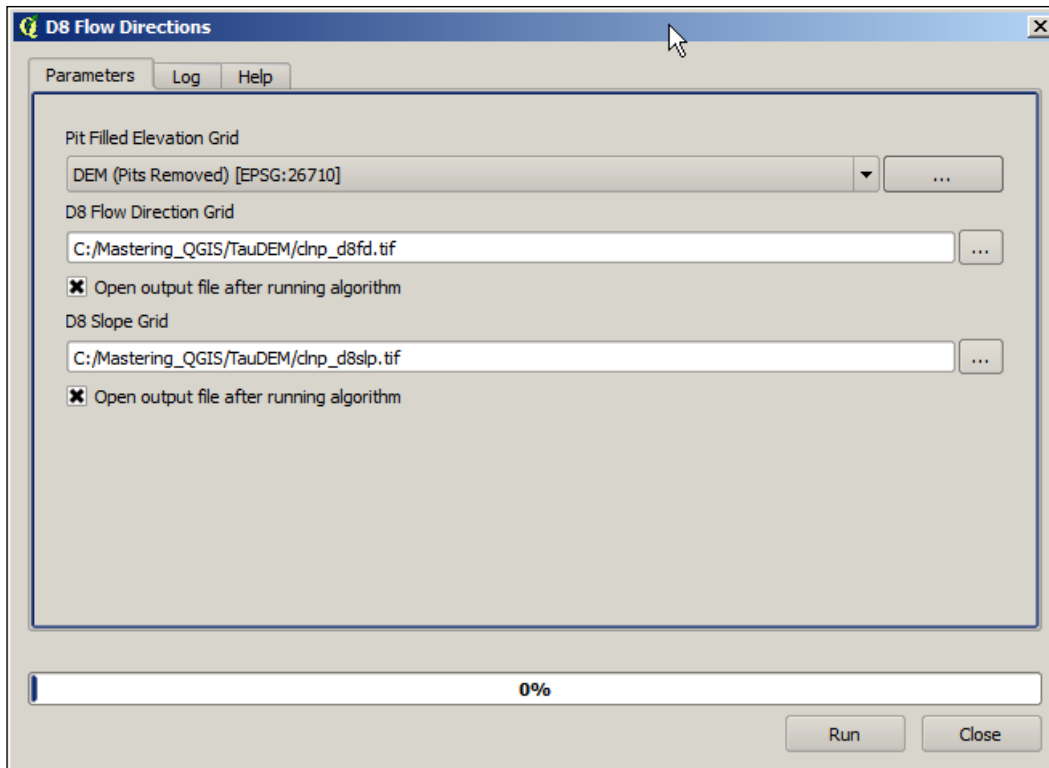 D8 Flow Directions
Parameters Log Help
Pit Filled Elevation Grid
DEM (Pits Removed) [EPSG:26710]
...
D8 Flow Direction Grid
C:/Mastering_QGIS/TauDEM/clnp_d8fd.tif
...
Open output file after running algorithm
D8 Slope Grid
C:/Mastering_QGIS/TauDEM/clnp_d8slp.tif
...
Open output file after running algorithm
0%
Run Close